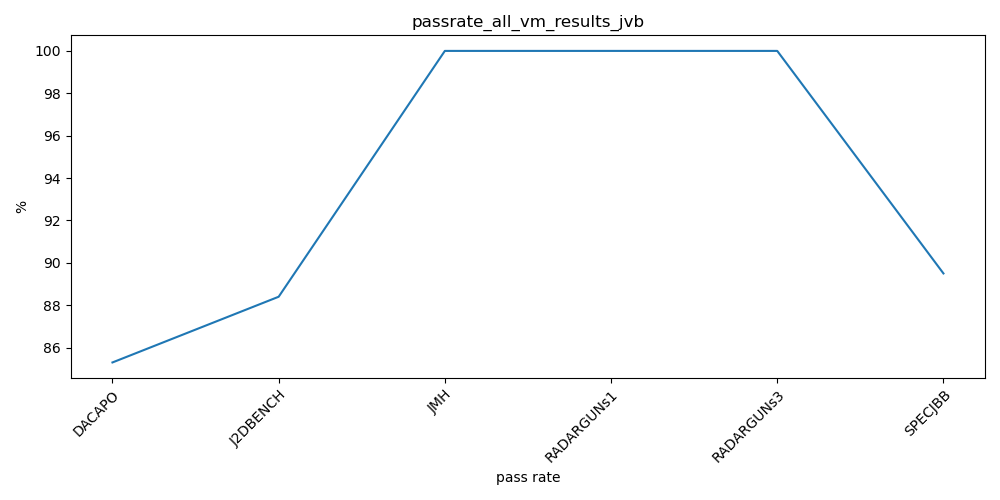 passrate_all_vm_results_jvb
100
98
96
94
92
90
88
86
%
DACAPO
J2DBENCH
JMH
RADARGUNs1
RADARGUNs3
SPECJBB
pass rate